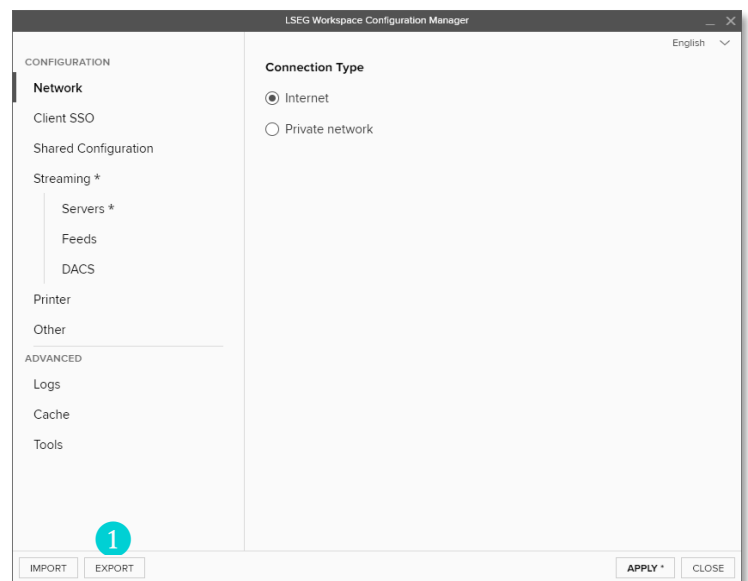 LSEG Workspace Configuration Manager
English
CONFIGURATION
Network
Client SSO
Shared Configuration
Streaming *
Servers *
Feeds
DACS
Printer
Other
ADVANCED
Logs
Cache
Tools
Connection Type
Internet
Private network
1
IMPORT EXPORT APPLY * CLOSE